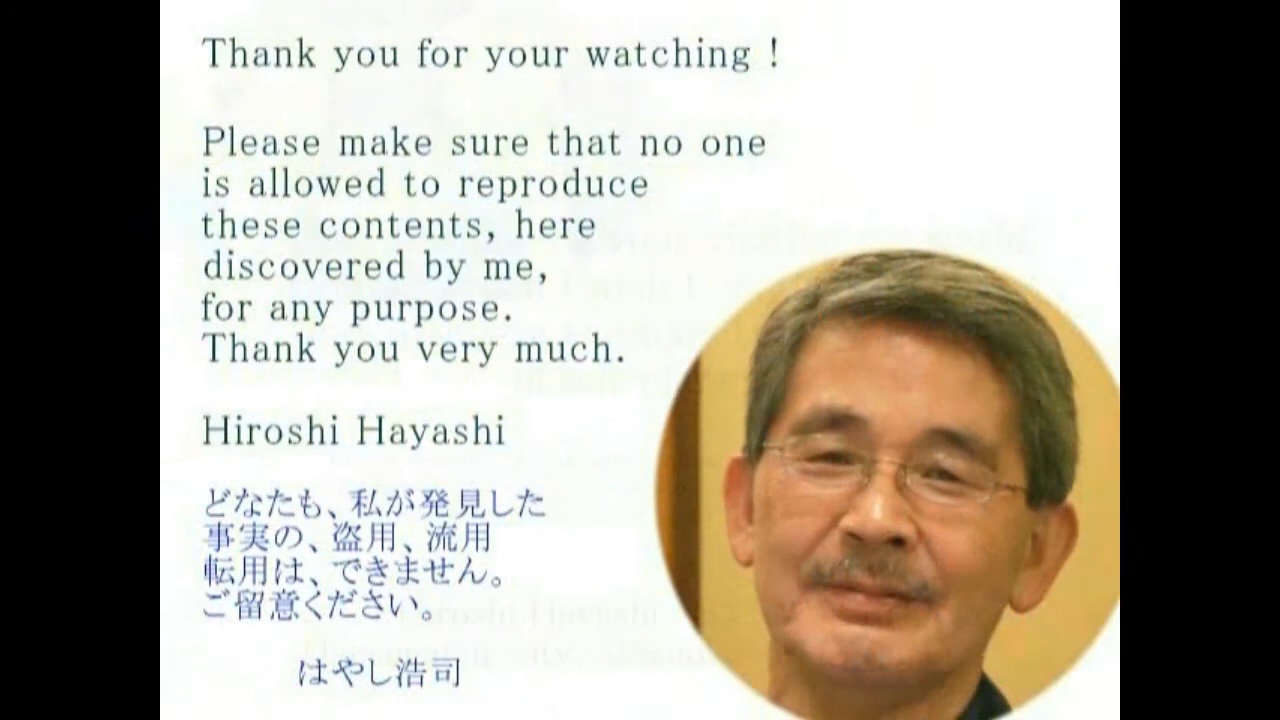 Thank you for your watching !
Please make sure that no one
is allowed to reproduce
these contents, here
discovered by me,
for any purpose.
Thank you very much.
Hiroshi Hayashi
どなたも、私が発見した
事実の、盗用、流用
転用は、できません。
ご留意ください。
はやし浩司